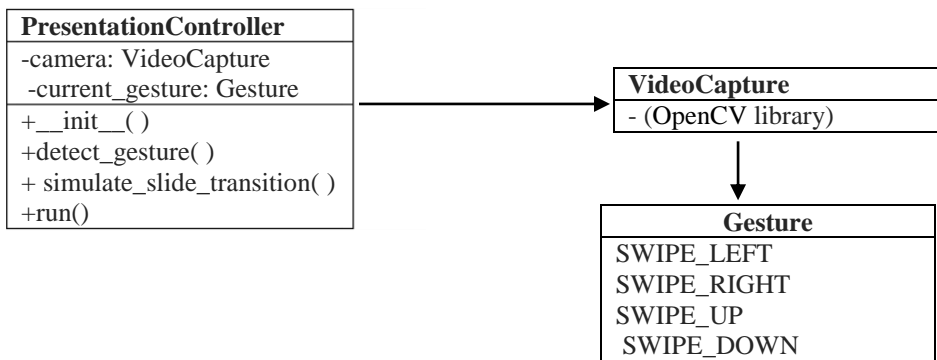 PresentationController
-camera: VideoCapture
-current_gesture: Gesture
+__init__( )
+detect_gesture( )
+ simulate_slide_transition( )
+run()
VideoCapture
- (OpenCV library)
Gesture
SWIPE_LEFT
SWIPE_RIGHT
SWIPE_UP
SWIPE_DOWN